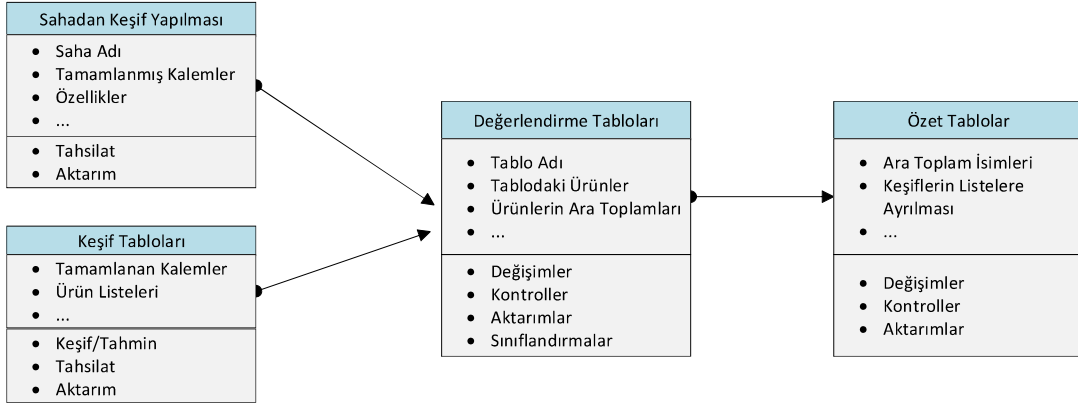 Sahadan Keşif Yapılması
• Saha Adı
• Tamamlanmış Kalemler
• Özellikler
• ...
• Tahsilat
• Aktarım
Keşif Tabloları
• Tamamlanan Kalemler
• Ürün Listeleri
• ...
• Keşif/Tahmin
• Tahsilat
• Aktarım
Değerlendirme Tabloları
• Tablo Adı
• Tablodaki Ürünler
• Ürünlerin Ara Toplamları
• ...
• Değişimler
• Kontroller
• Aktarımlar
• Sınıflandırmalar
Özet Tablolar
• Ara Toplam İsimleri
• Keşiflerin Listelere
Ayrılması
• ...
• Değişimler
• Kontroller
• Aktarımlar